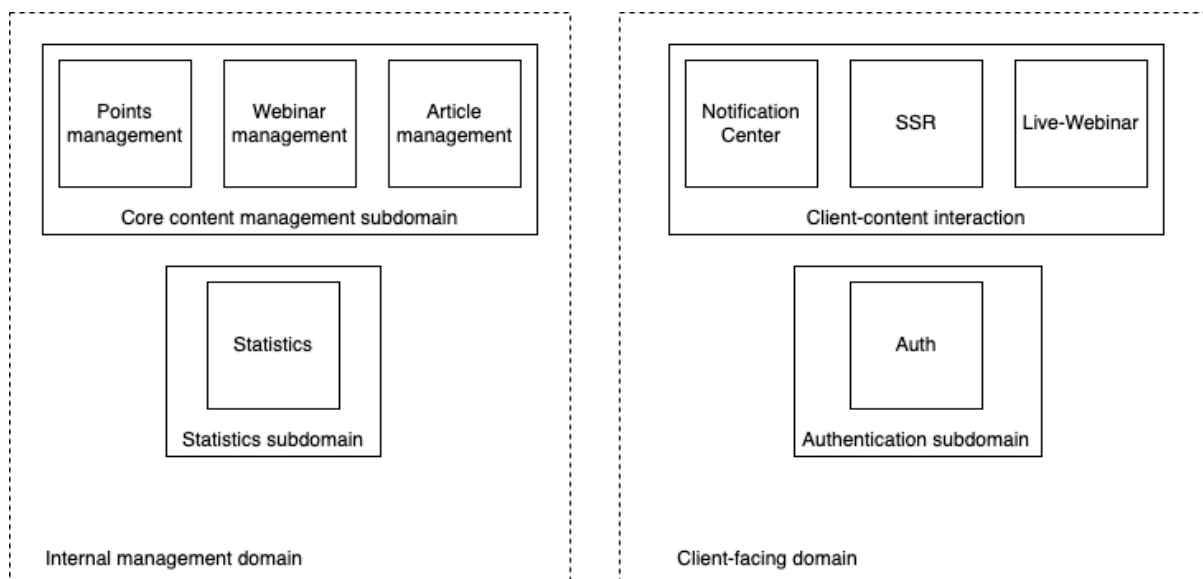 Points
management
Webinar
management
Article
management
Core content management subdomain
Statistics
Statistics subdomain
Internal management domain
Notification
Center
SSR
Live-Webinar
Client-content interaction
Auth
Authentication subdomain
Client-facing domain